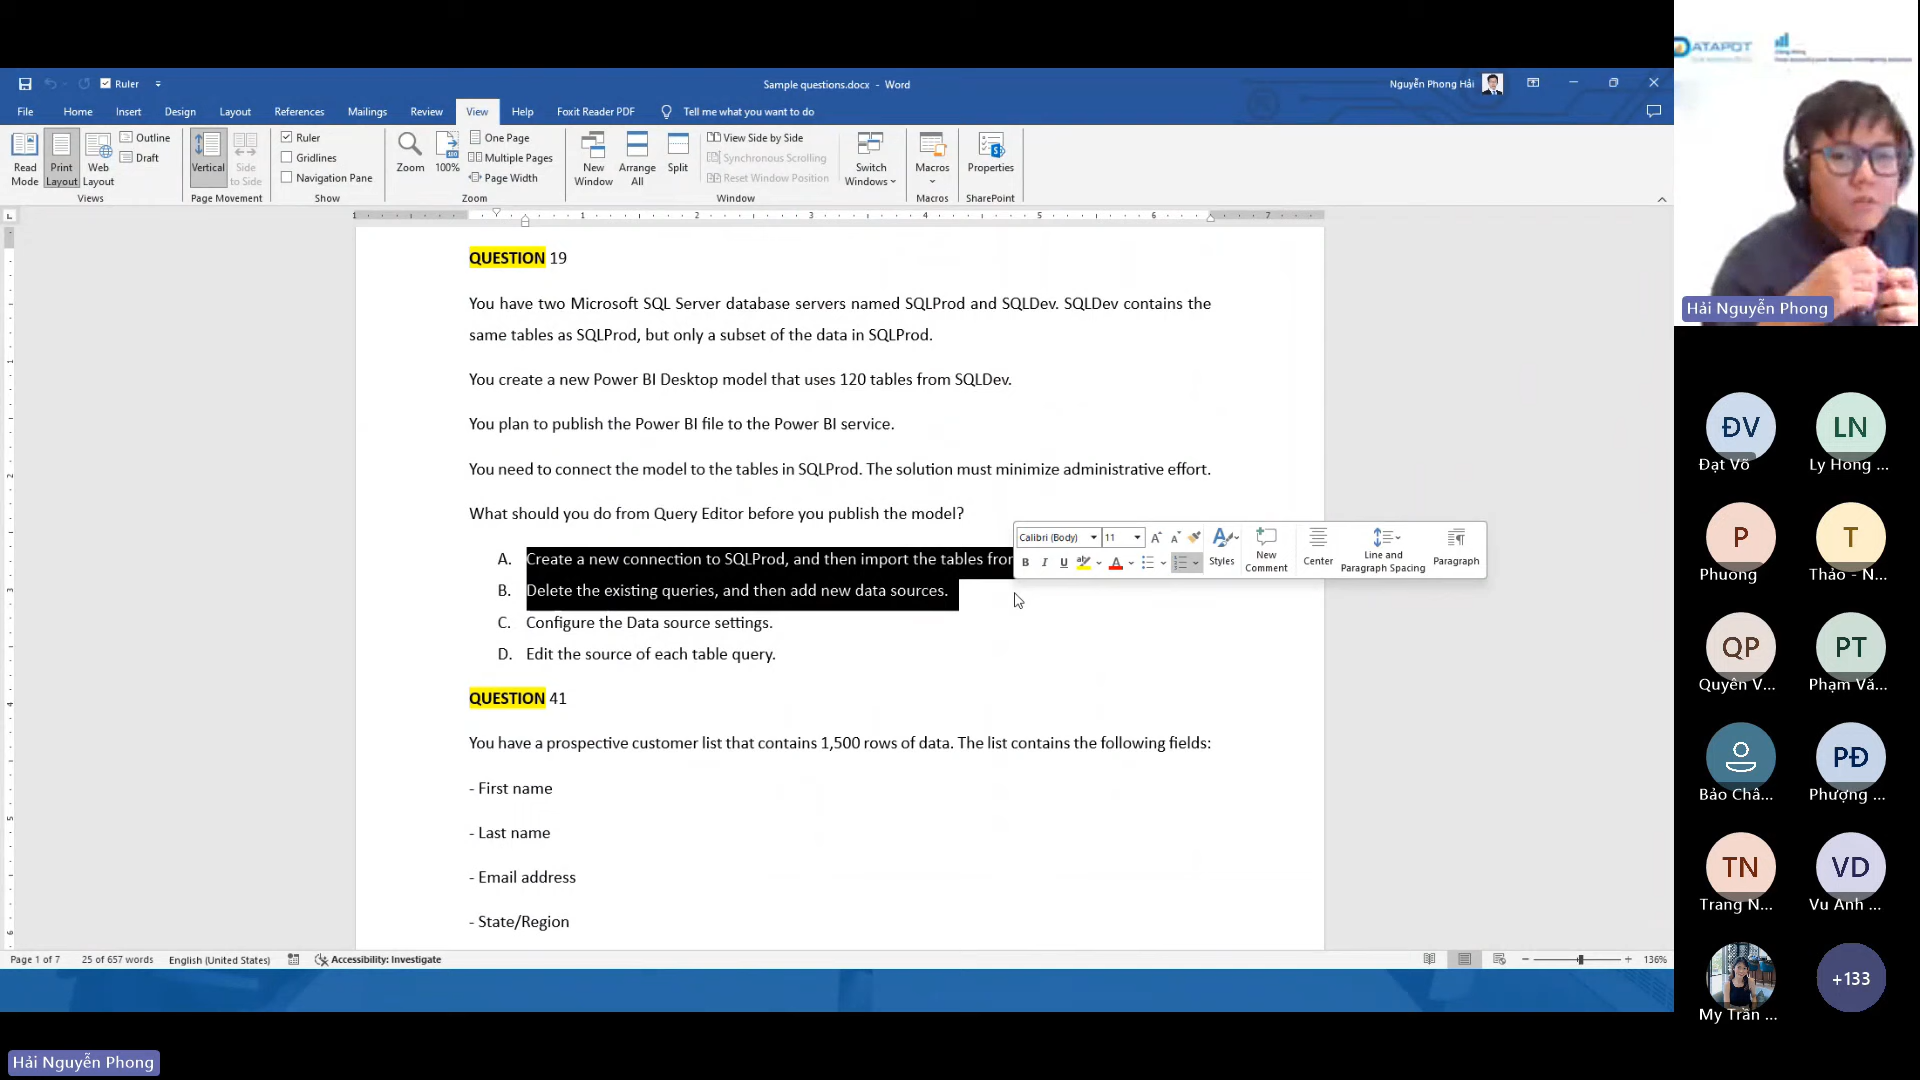 DATAPOT
Ruler
Sample questions.docx - Word
Nguyễn Phong Hải
File Home Insert Design Layout References Mailings Review View Help Foxit Reader PDF Tell me what you want to do
Read Mode
Print Layout
Web Layout
Outline
Draft
Views
Vertical
Side to Side
Page Movement
Ruler
Gridlines
Navigation Pane
Show
Zoom
100%
One Page
Multiple Pages
Page Width
Zoom
New Window
Arrange All
Split
View Side by Side
Synchronous Scrolling
Reset Window Position
Window
Switch Windows
Macros
Macros
Properties
SharePoint
1 1 2 3 4 5 6 7
QUESTION 19
You have two Microsoft SQL Server database servers named SQLProd and SQLDev. SQLDev contains the
same tables as SQLProd, but only a subset of the data in SQLProd.
You create a new Power BI Desktop model that uses 120 tables from SQLDev.
You plan to publish the Power BI file to the Power BI service.
You need to connect the model to the tables in SQLProd. The solution must minimize administrative effort.
What should you do from Query Editor before you publish the model?
A. Create a new connection to SQLProd, and then import the tables
B. Delete the existing queries, and then add new data sources.
C. Configure the Data source settings.
D. Edit the source of each table query.
Calibri (Body) 11
B I U
Styles
New Comment
Center
Line and Paragraph Spacing
Paragraph
QUESTION 41
You have a prospective customer list that contains 1,500 rows of data. The list contains the following fields:
- First name
- Last name
- Email address
- State/Region
Page 1 of 7 25 of 657 words English (United States) Accessibility: Investigate 136%
Hải Nguyễn Phong
ĐV LN
Đạt Võ Ly Hong ...
P T
Phuong Thảo - N...
QP PT
Quyên V... Phạm Vă...
PĐ
Bảo Châ... Phượng ...
TN VD
Trang N... Vu Anh ...
+133
My Trần ...
Hải Nguyễn Phong